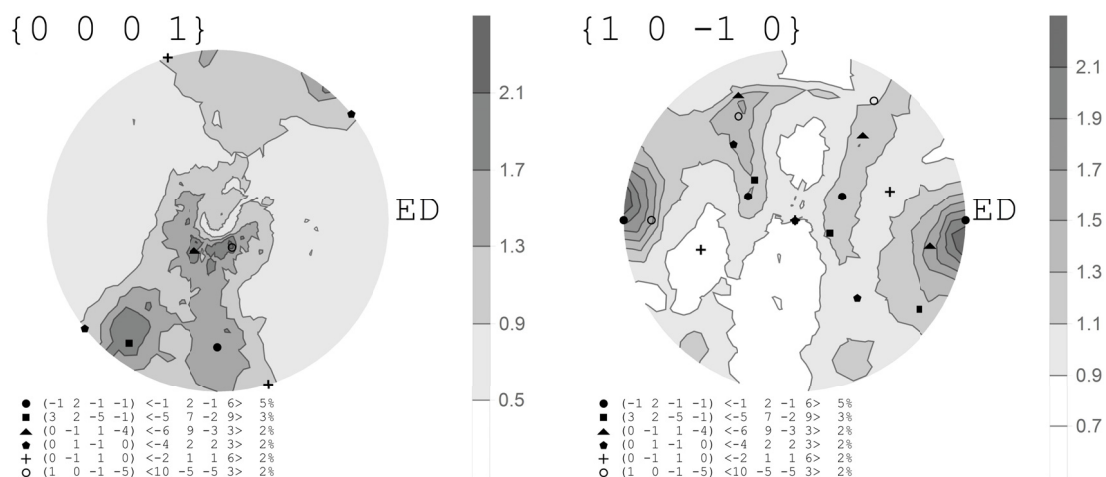 {0 0 0 1}
ED
2.1
1.7
1.3
0.9
0.5
(-1 2 -1 -1) <-1 2 -1 6> 5%
(3 2 -5 -1) <-5 7 -2 9> 3%
(0 -1 1 -4) <-6 9 -3 3> 2%
(0 1 -1 0) <-4 2 2 3> 2%
(0 -1 1 0) <-2 1 1 6> 2%
(1 0 -1 -5) <10 -5 -5 3> 2%
{1 0 -1 0}
ED
2.1
1.9
1.7
1.5
1.3
1.1
0.9
0.7
(-1 2 -1 -1) <-1 2 -1 6> 5%
(3 2 -5 -1) <-5 7 -2 9> 3%
(0 -1 1 -4) <-6 9 -3 3> 2%
(0 1 -1 0) <-4 2 2 3> 2%
(0 -1 1 0) <-2 1 1 6> 2%
(1 0 -1 -5) <10 -5 -5 3> 2%